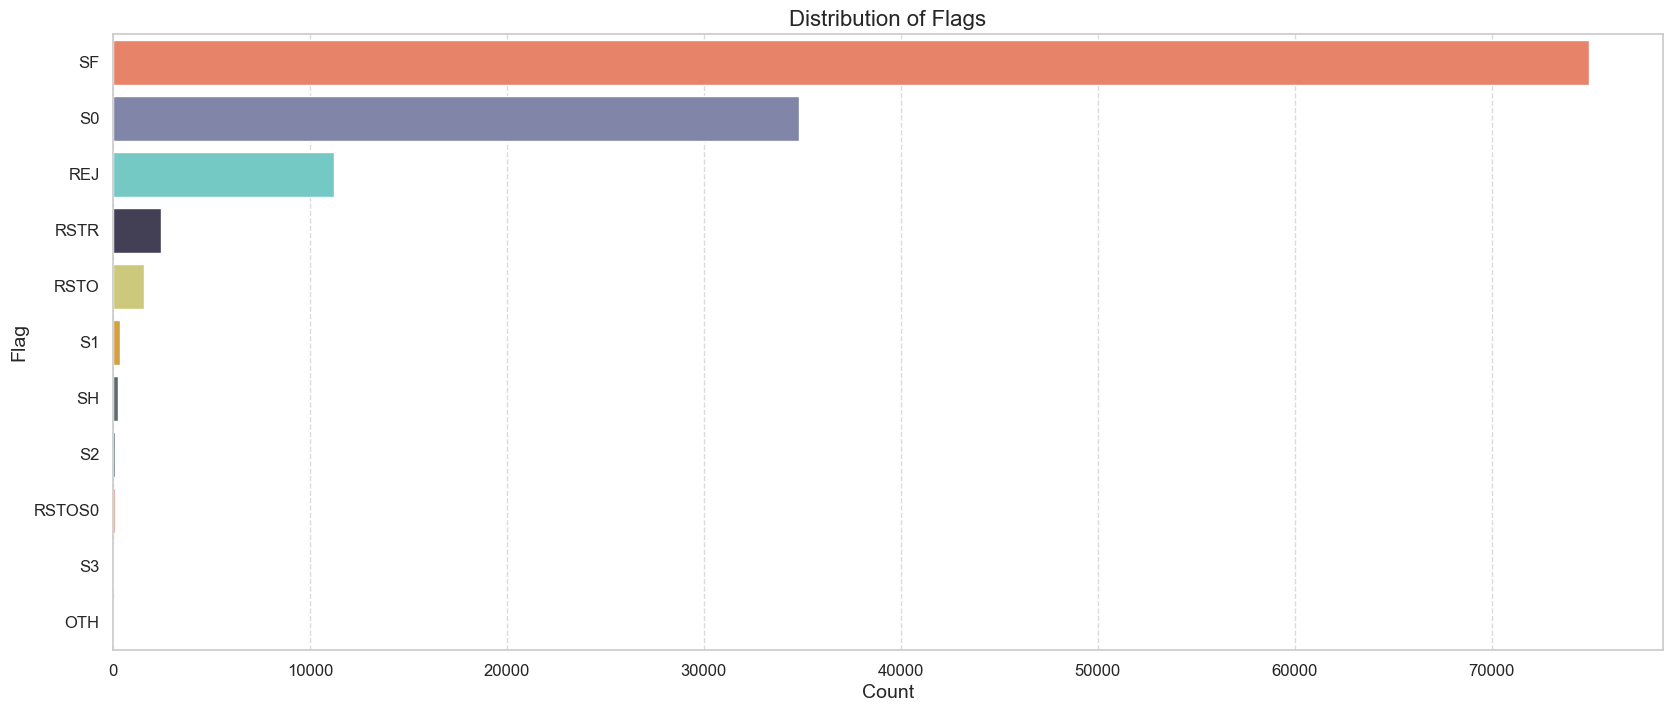 Distribution of Flags
SF
S0
REJ
RSTR
RSTO
S1
SH
S2
RSTOS0
S3
OTH
Flag
0 10000 20000 30000 40000 50000 60000 70000
Count